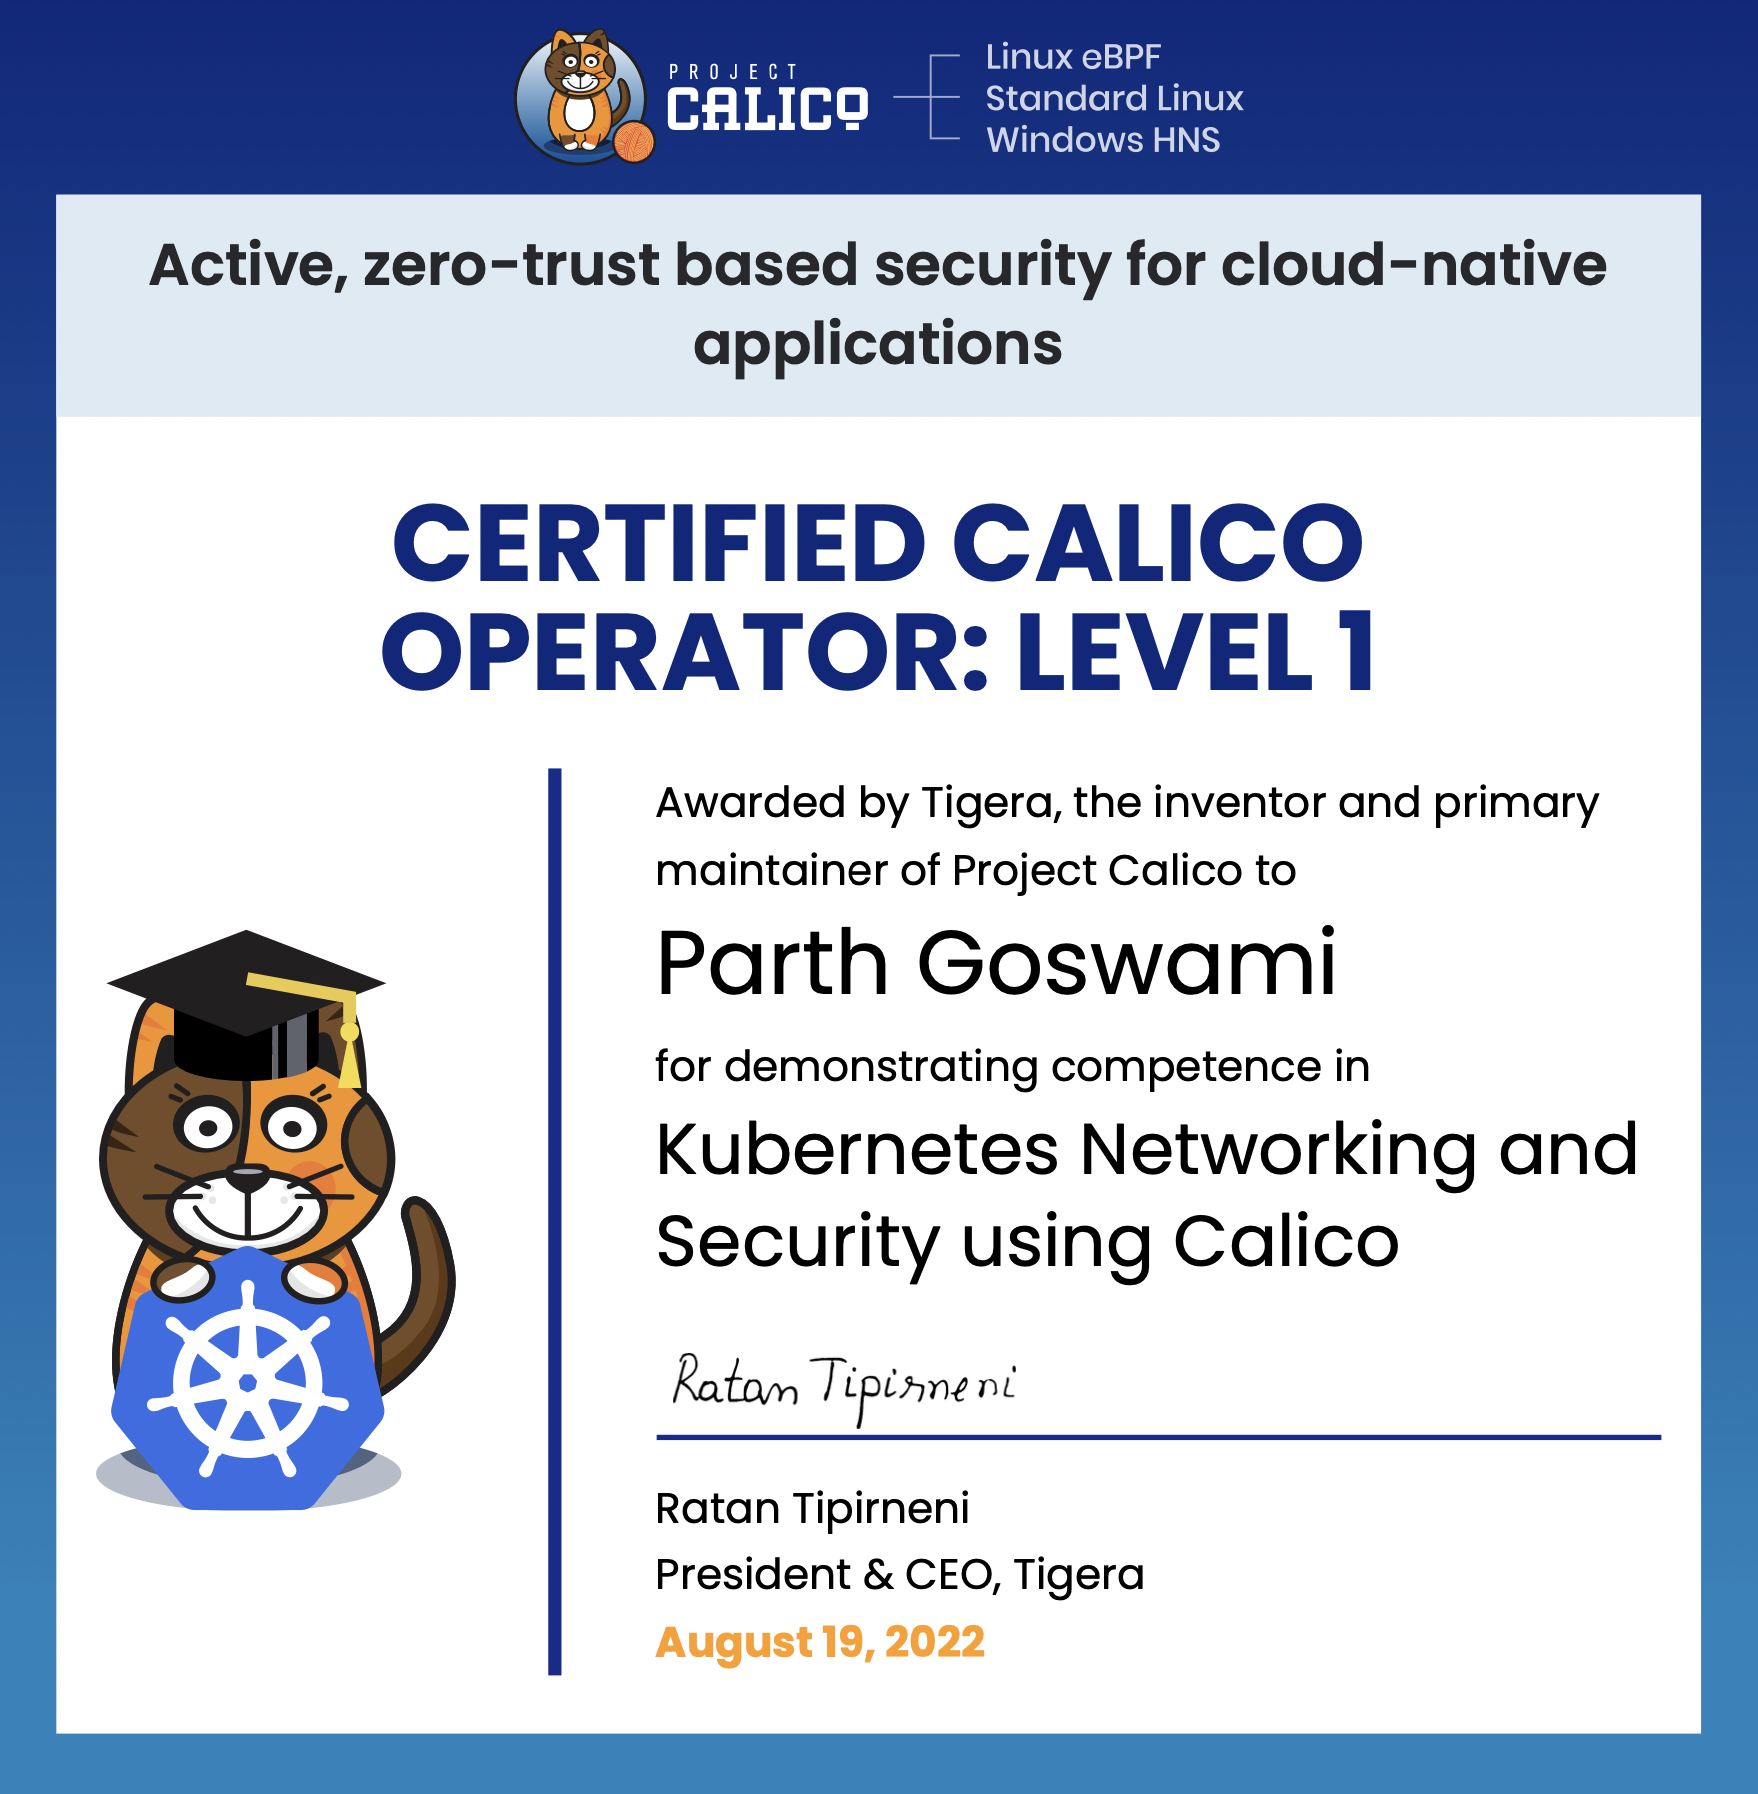 PROJECT
CALICO
Linux eBPF
Standard Linux
Windows HNS
Active, zero-trust based security for cloud-native
applications
CERTIFIED CALICO
OPERATOR: LEVEL 1
Awarded by Tigera, the inventor and primary
maintainer of Project Calico to
Parth Goswami
for demonstrating competence in
Kubernetes Networking and
Security using Calico
Ratan Tipirneni
Ratan Tipirneni
President & CEO, Tigera
August 19, 2022